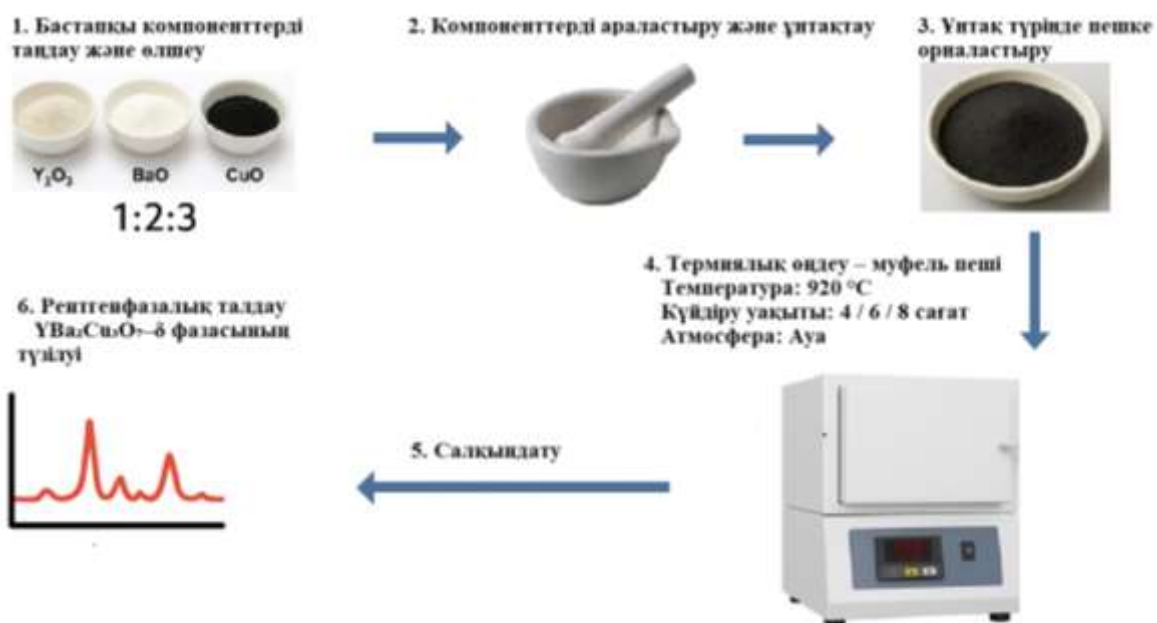 1. Бастапқы компоненттерді
таңдау және өлшеу
2. Компоненттерді араластыру және ұнтақтау
3. Ұнтақ түрінде пешке
орналастыру
Y₂O₃ BaO CuO
1:2:3
4. Термиялық өңдеу – муфель пеші
Температура: 920 °C
Күйдіру уақыты: 4 / 6 / 8 сағат
Атмосфера: Ауа
6. Рентгенфазалық талдау
YBa₂Cu₃O₇–δ фазасының
түзілуі
5. Салқындату